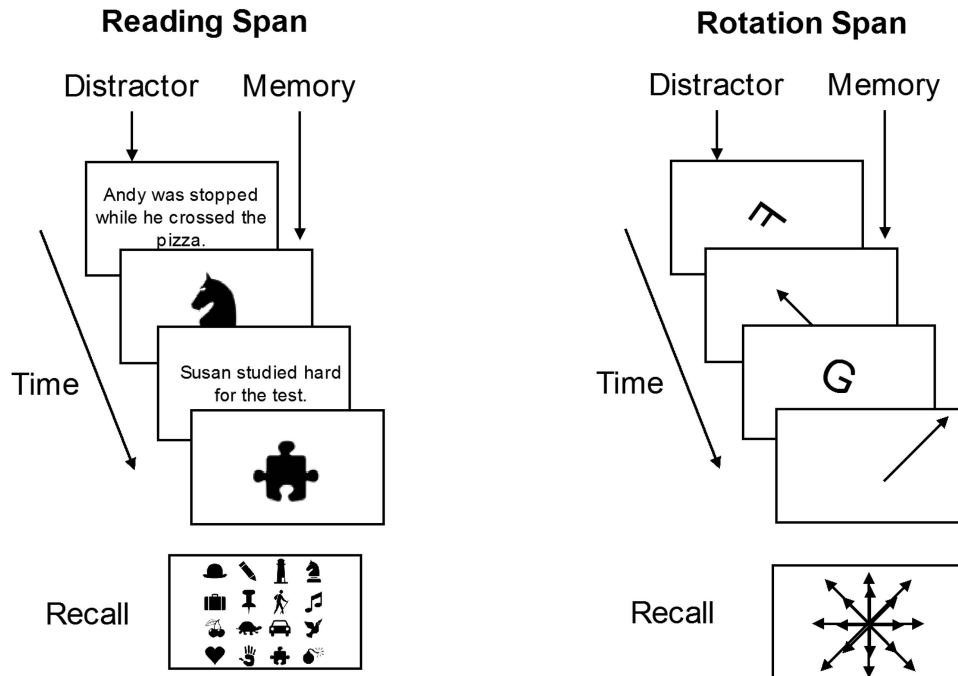 Reading Span
Distractor
Memory
Andy was stopped
while he crossed the
pizza.
Susan studied hard
for the test.
Time
Recall
Rotation Span
Distractor
Memory
F
G
Time
Recall